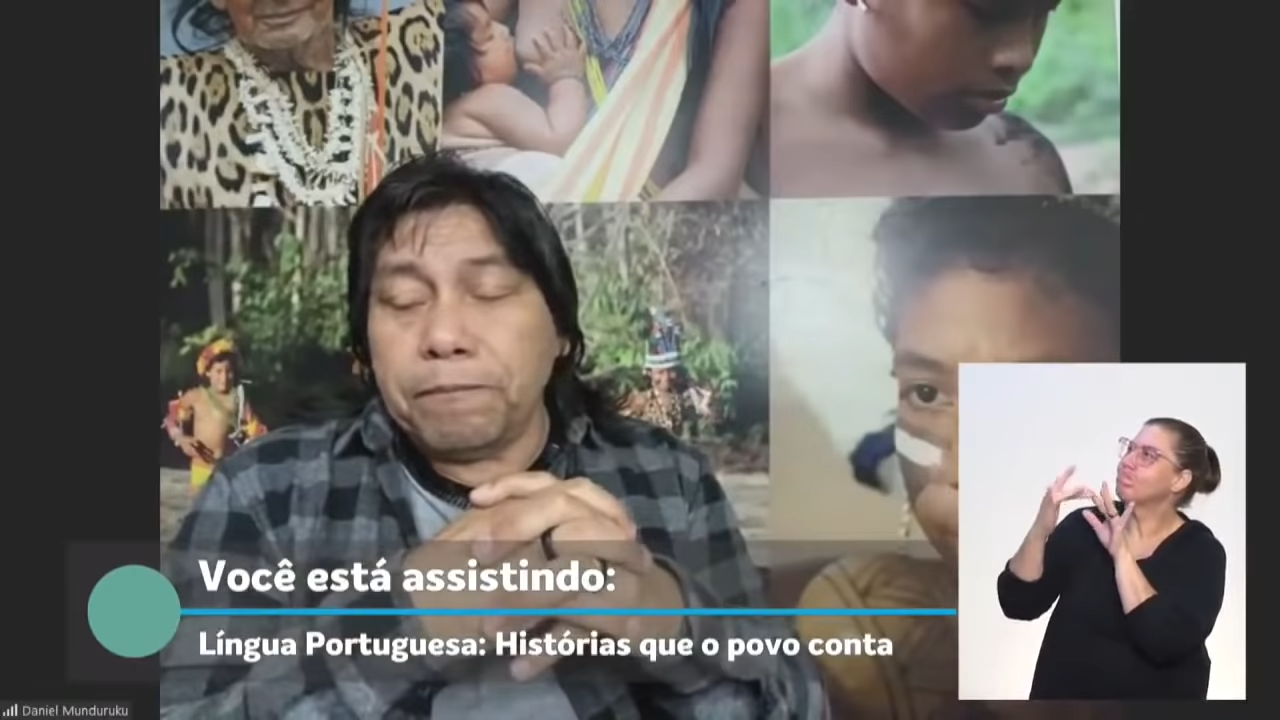 Você está assistindo:
Língua Portuguesa: Histórias que o povo conta
Daniel Munduruku